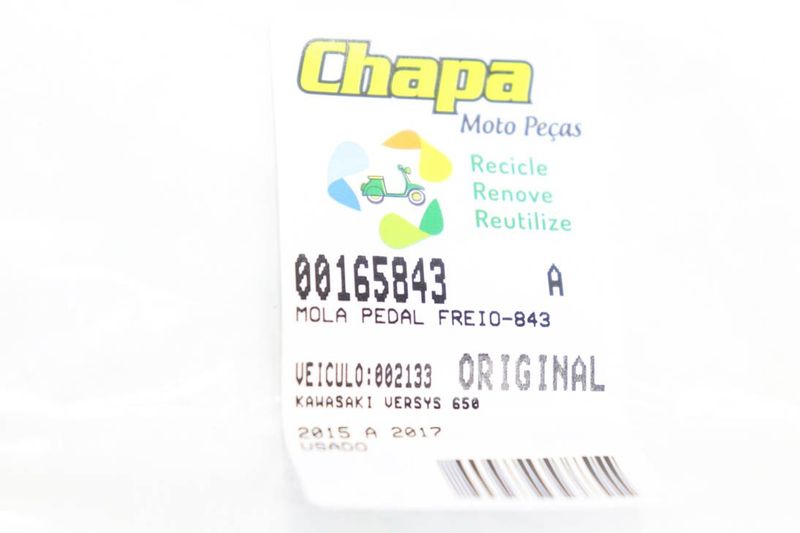 Chapa
Moto Peças
Recicle
Renove
Reutilize
00165843 A
MOLA PEDAL FREIO-843
VEICULO:002133 ORIGINAL
KAWASAKI VERSYS 650
2015 A 2017
USADO